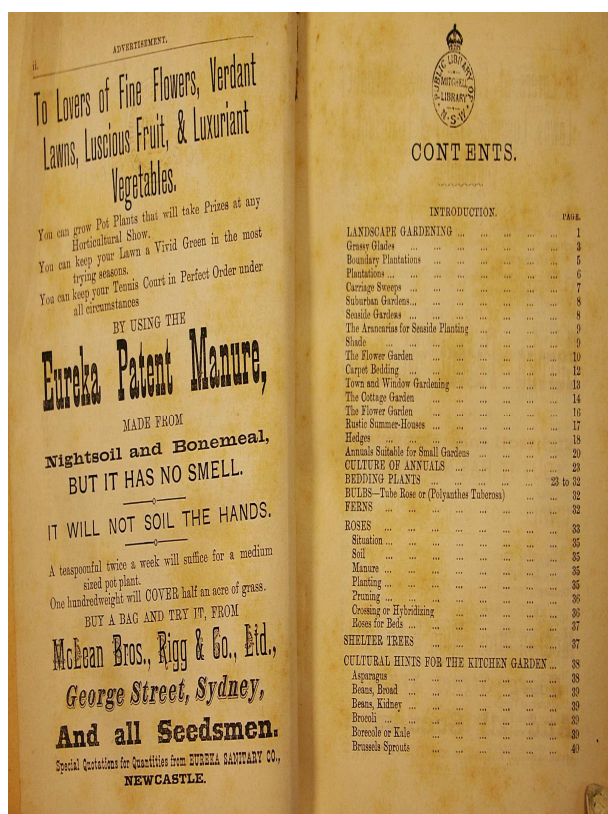 ii.
ADVERTISEMENT.
To Lovers of Fine Flowers, Verdant
Lawns, Luscious Fruit, & Luxuriant
Vegetables.
You can grow Pot Plants that will take Prizes at any
Horticultural Show.
You can keep your Lawn a Vivid Green in the most
trying seasons.
You can keep your Tennis Court in Perfect Order under
all circumstances
BY USING THE
Eureka Patent Manure,
MADE FROM
Nightsoil and Bonemeal,
BUT IT HAS NO SMELL.
IT WILL NOT SOIL THE HANDS.
A teaspoonful twice a week will suffice for a medium
sized pot plant.
One hundredweight will COVER half an acre of grass.
BUY A BAG AND TRY IT, FROM
McLean Bros., Rigg & Co., Ltd.,
George Street, Sydney,
And all Seedsmen.
Special Quotations for Quantities from EUREKA SANITARY CO.,
NEWCASTLE.
PUBLIC LIBRARY OF
MITCHELL
LIBRARY
N.S.W.
CONTENTS.
INTRODUCTION.
PAGE.
LANDSCAPE GARDENING ... ... ... ... ... ... 1
Grassy Glades ... ... ... ... ... ... ... 3
Boundary Plantations ... ... ... ... ... ... 5
Plantations ... ... ... ... ... ... ... ... 6
Carriage Sweeps ... ... ... ... ... ... ... 7
Suburban Gardens... ... ... ... ... ... ... 8
Seaside Gardens ... ... ... ... ... ... ... 8
The Arancarias for Seaside Planting ... ... ... ... 9
Shade ... ... ... ... ... ... ... ... 9
The Flower Garden ... ... ... ... ... ... 10
Carpet Bedding ... ... ... ... ... ... ... 12
Town and Window Gardening ... ... ... ... ... 13
The Cottage Garden ... ... ... ... ... ... 14
The Flower Garden ... ... ... ... ... ... 16
Rustic Summer-Houses ... ... ... ... ... ... 17
Hedges ... ... ... ... ... ... ... ... 18
Annuals Suitable for Small Gardens ... ... ... ... 20
CULTURE OF ANNUALS ... ... ... ... ... ... 23
BEDDING PLANTS ... ... ... ... ... ... 23 to 32
BULBS—Tube Rose or (Polyanthes Tuberosa) ... ... ... 32
FERNS ... ... ... ... ... ... ... ... 32
ROSES ... ... ... ... ... ... ... ... 33
Situation ... ... ... ... ... ... ... ... 35
Soil ... ... ... ... ... ... ... ... 35
Manure ... ... ... ... ... ... ... ... 35
Planting ... ... ... ... ... ... ... ... 35
Pruning ... ... ... ... ... ... ... ... 36
Crossing or Hybridizing ... ... ... ... ... 36
Roses for Beds ... ... ... ... ... ... ... 37
SHELTER TREES ... ... ... ... ... ... ... 37
CULTURAL HINTS FOR THE KITCHEN GARDEN ... 38
Asparagus ... ... ... ... ... ... ... 38
Beans, Broad ... ... ... ... ... ... ... 39
Beans, Kidney ... ... ... ... ... ... ... 39
Brocoli ... ... ... ... ... ... ... ... 39
Borecole or Kale ... ... ... ... ... ... 39
Brussels Sprouts ... ... ... ... ... ... 40